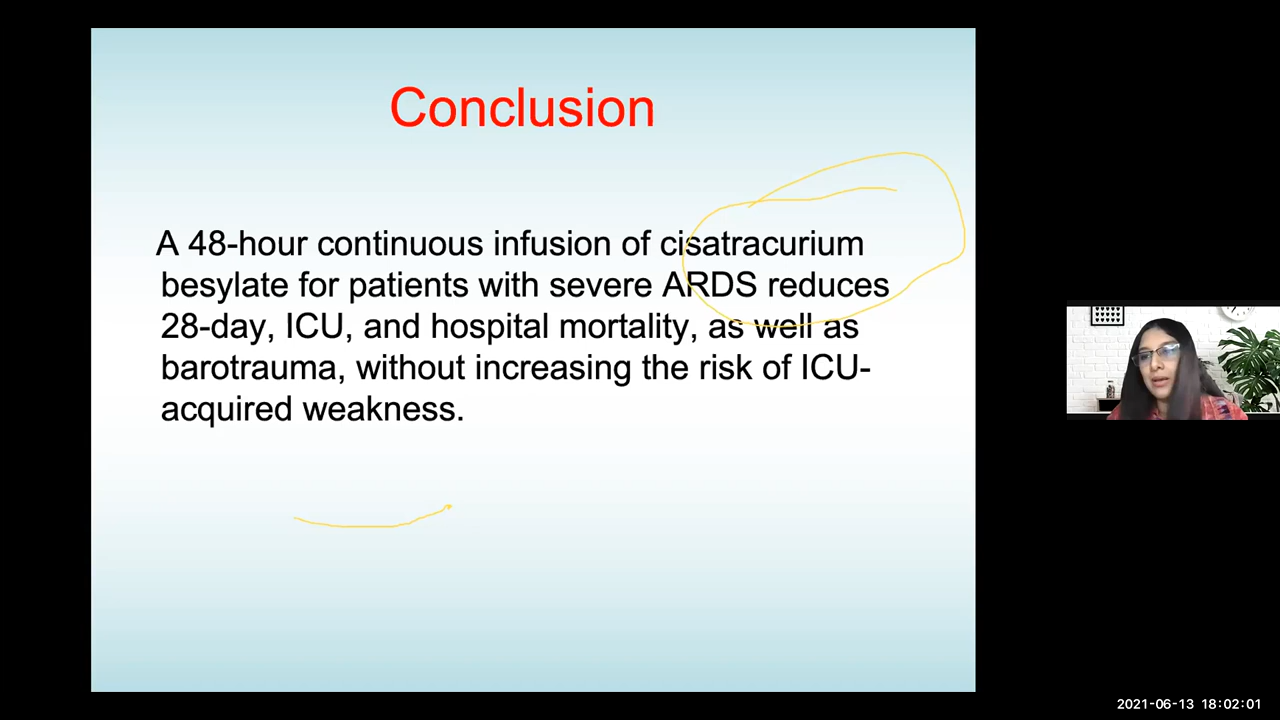 Conclusion
A 48-hour continuous infusion of cisatracurium
besylate for patients with severe ARDS reduces
28-day, ICU, and hospital mortality, as well as
barotrauma, without increasing the risk of ICU-
acquired weakness.
2021-06-13 18:02:01